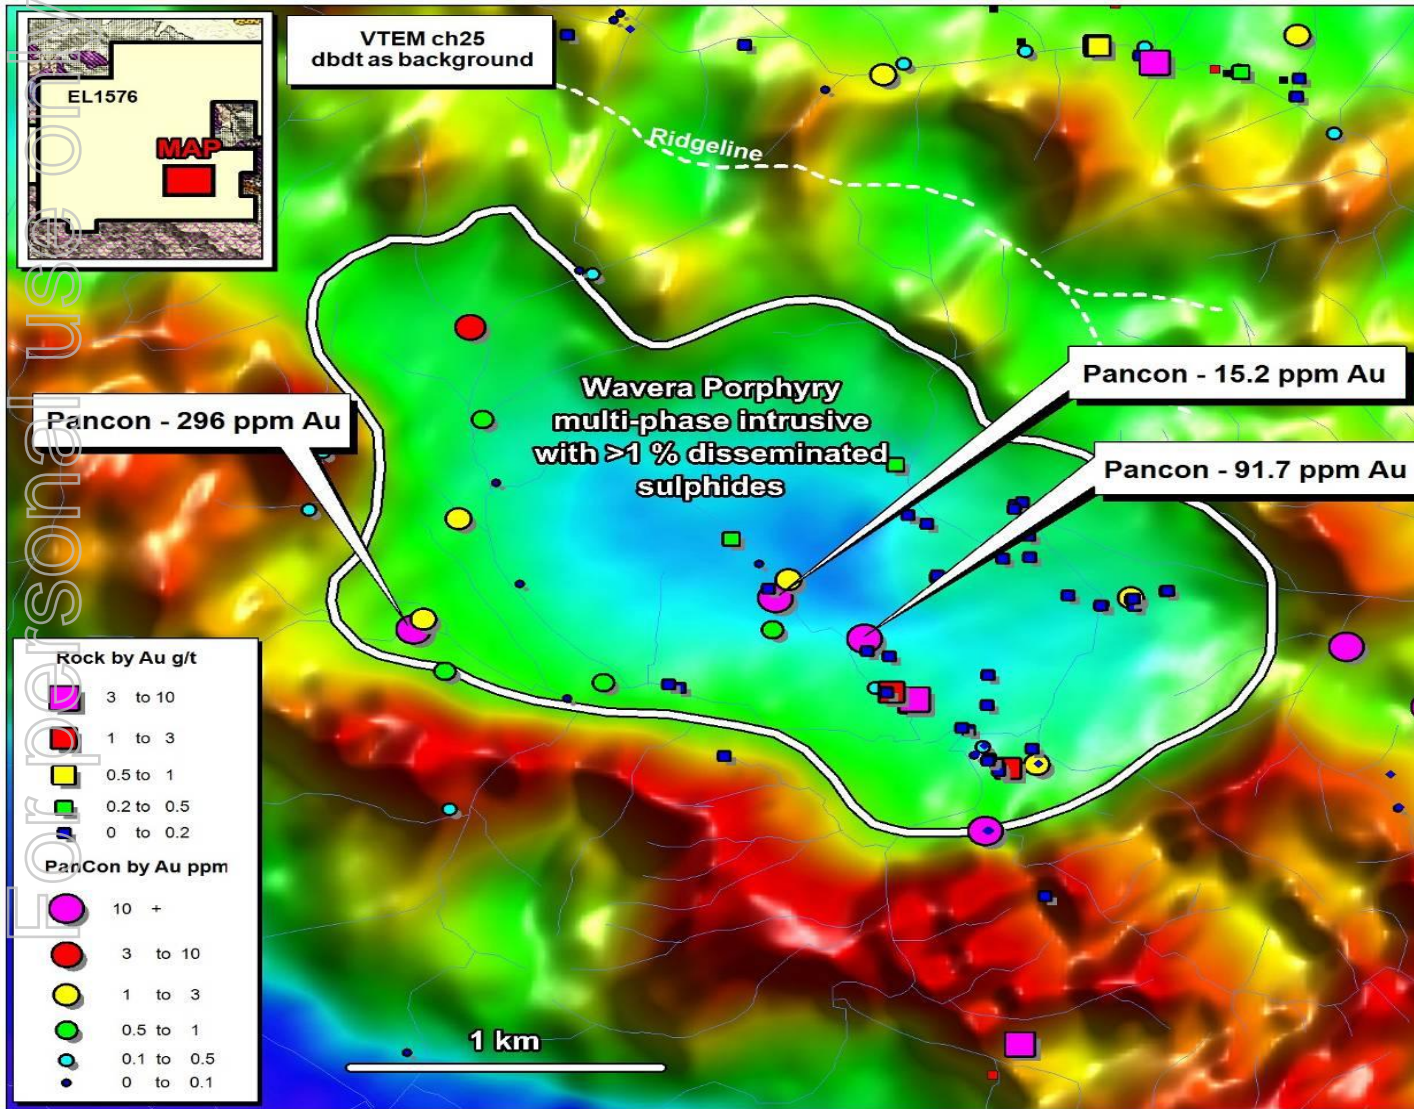 For personal use only
EL1576
MAP
VTEM ch25
dbdt as background
Ridgeline
Pancon - 15.2 ppm Au
Wavera Porphyry
multi-phase intrusive
with >1 % disseminated
sulphides
Pancon - 296 ppm Au
Pancon - 91.7 ppm Au
Rock by Au g/t
3 to 10
1 to 3
0.5 to 1
0.2 to 0.5
0 to 0.2
PanCon by Au ppm
10 +
3 to 10
1 to 3
0.5 to 1
0.1 to 0.5
0 to 0.1
1 km